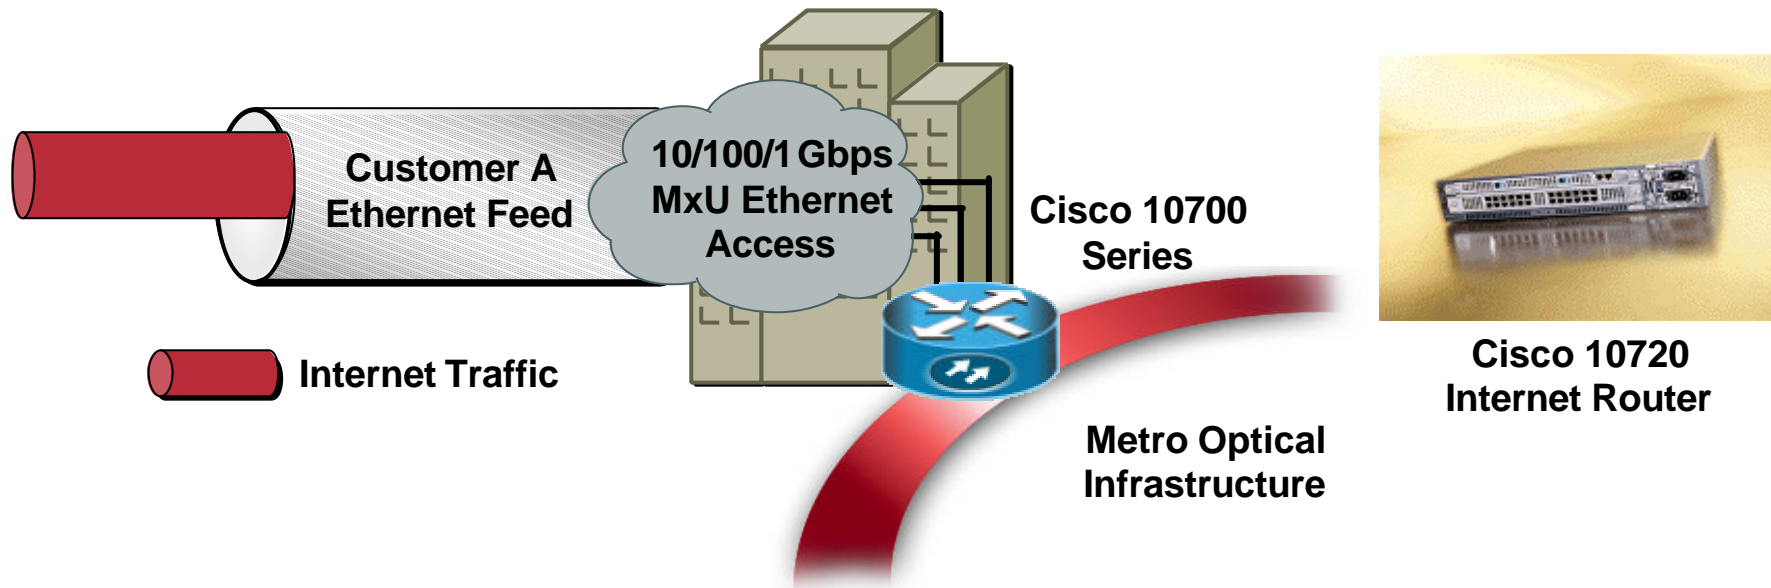 Customer A
Ethernet Feed
10/100/1 Gbps
MxU Ethernet
Access
Cisco 10700
Series
Internet Traffic
Metro Optical
Infrastructure
Cisco 10720
Internet Router